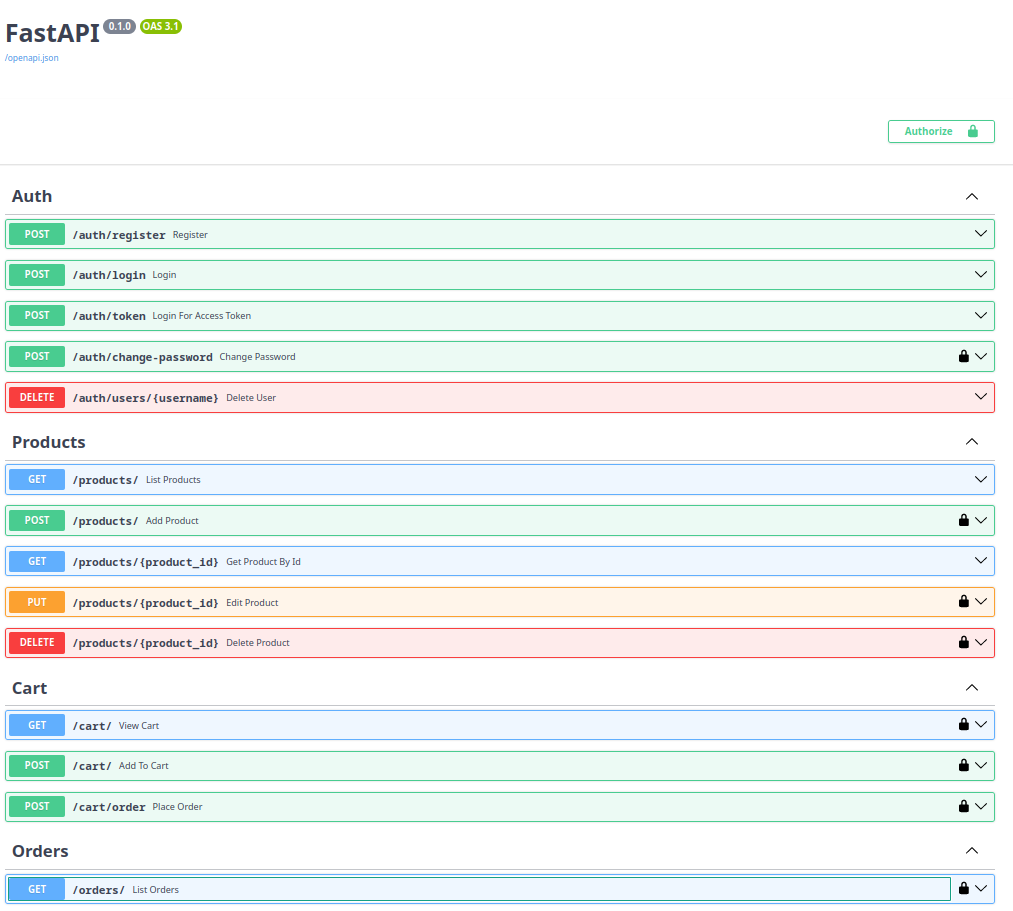 FastAPI 0.1.0 OAS 3.1
/openapi.json
Authorize
Auth
POST /auth/register Register
POST /auth/login Login
POST /auth/token Login For Access Token
POST /auth/change-password Change Password
DELETE /auth/users/{username} Delete User
Products
GET /products/ List Products
POST /products/ Add Product
GET /products/{product_id} Get Product By Id
PUT /products/{product_id} Edit Product
DELETE /products/{product_id} Delete Product
Cart
GET /cart/ View Cart
POST /cart/ Add To Cart
POST /cart/order Place Order
Orders
GET /orders/ List Orders